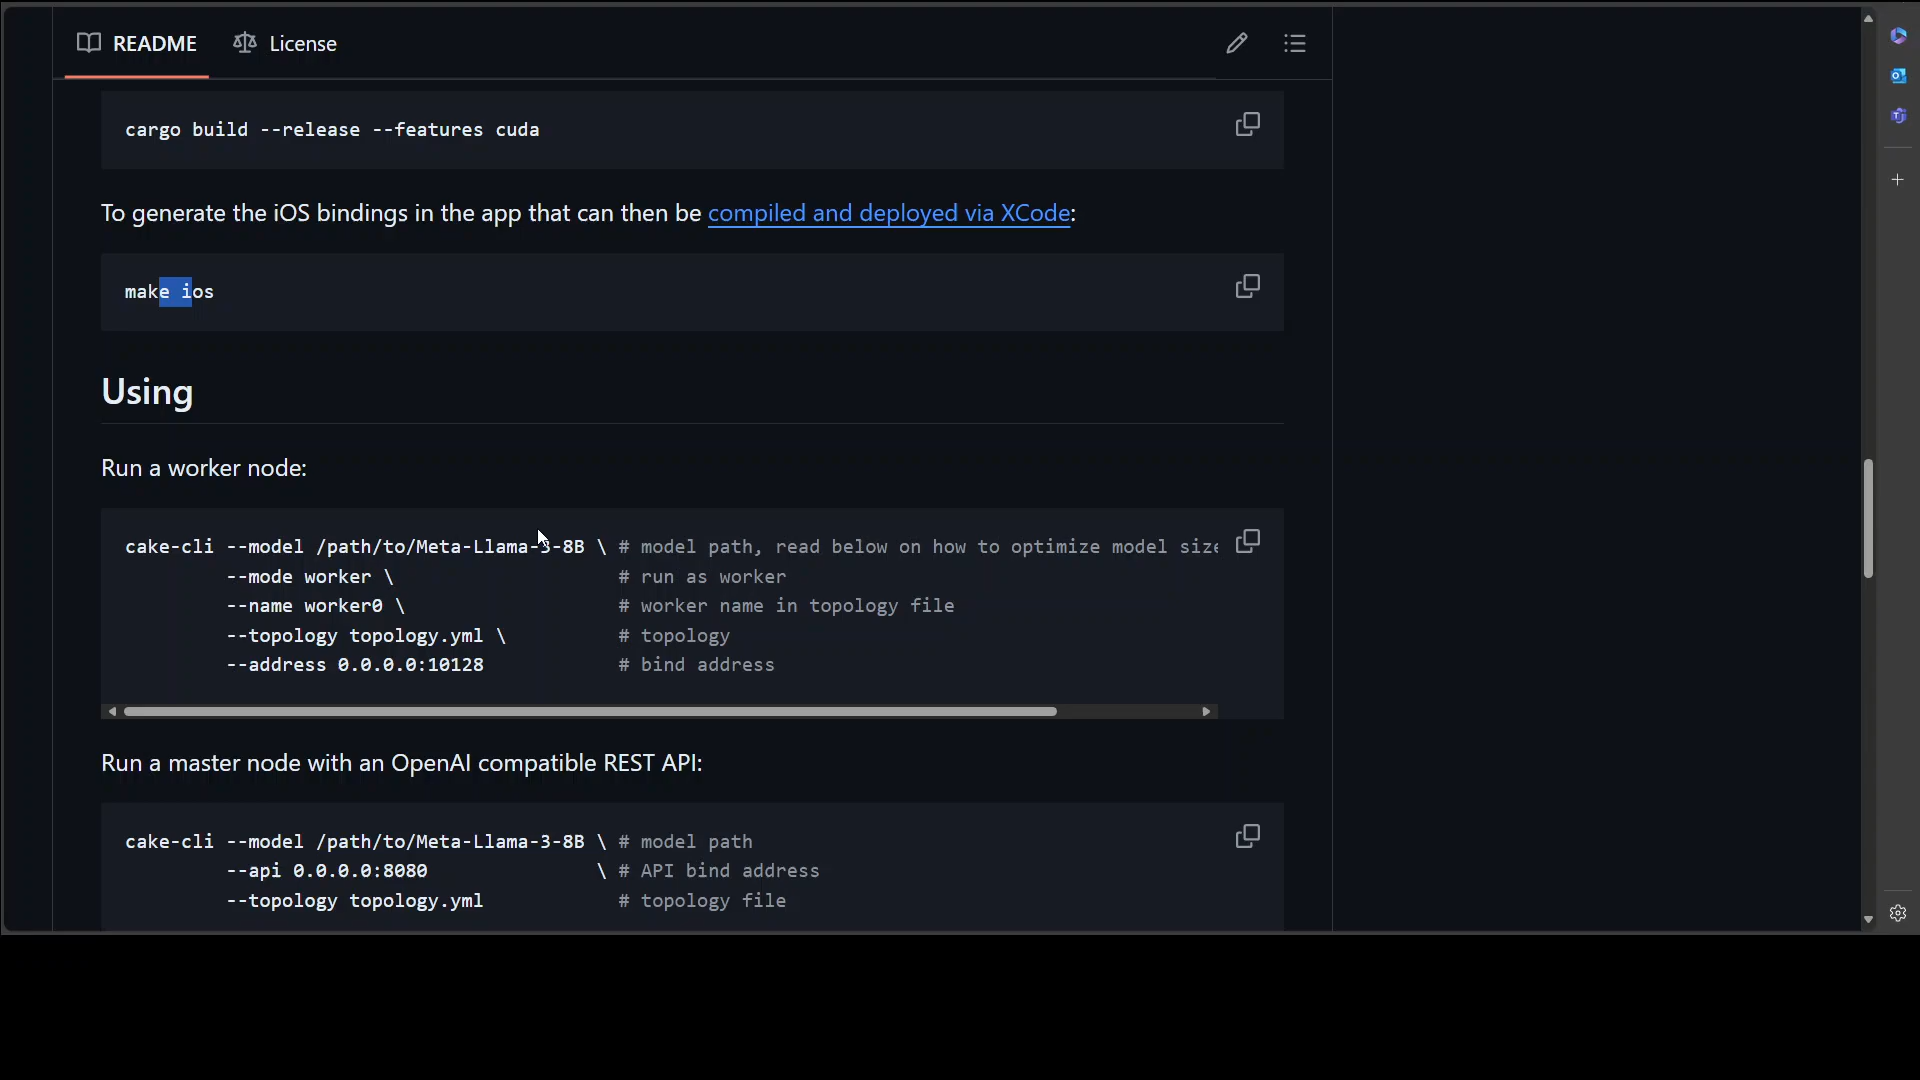 README License
cargo build --release --features cuda
To generate the iOS bindings in the app that can then be compiled and deployed via XCode:
make ios
Using
Run a worker node:
cake-cli --model /path/to/Meta-Llama-3-8B \ # model path, read below on how to optimize model size
--mode worker \ # run as worker
--name worker0 \ # worker name in topology file
--topology topology.yml \ # topology
--address 0.0.0.0:10128 # bind address
Run a master node with an OpenAI compatible REST API:
cake-cli --model /path/to/Meta-Llama-3-8B \ # model path
--api 0.0.0.0:8080 \ # API bind address
--topology topology.yml # topology file